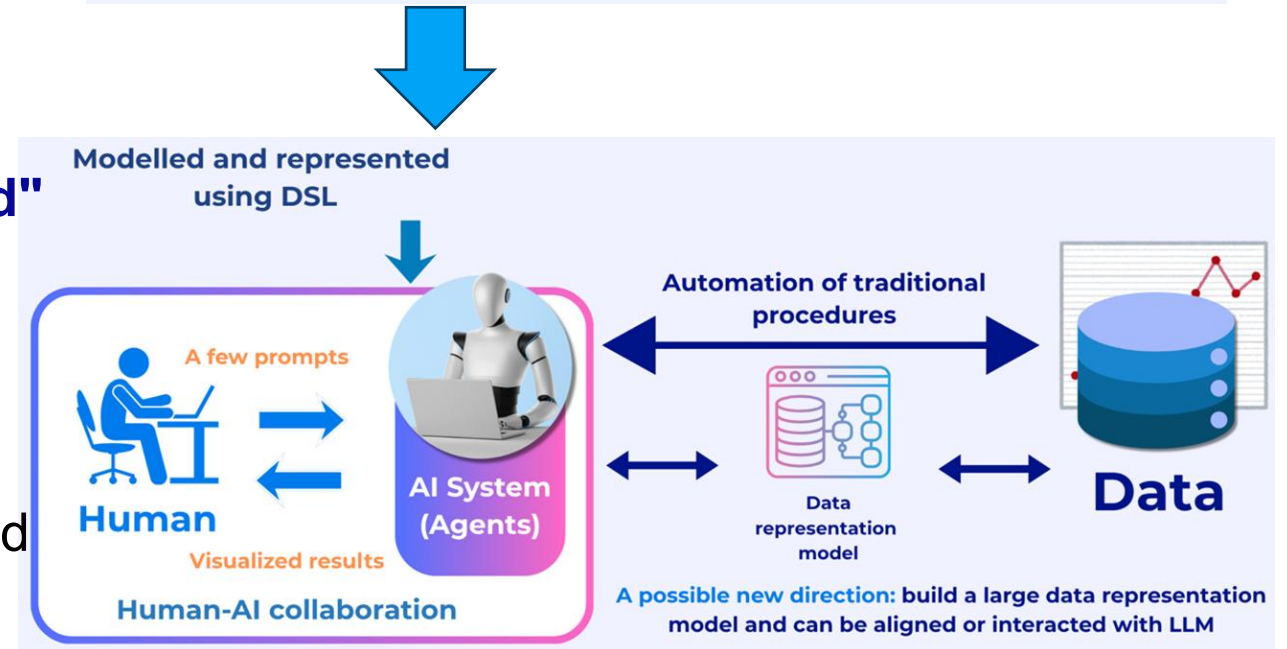 Modelled and represented
using DSL
d"
Automation of traditional
procedures
A few prompts
AI System
(Agents)
Human
d
Visualized results
Human-AI collaboration
Data
representation
model
Data
A possible new direction: build a large data representation
model and can be aligned or interacted with LLM